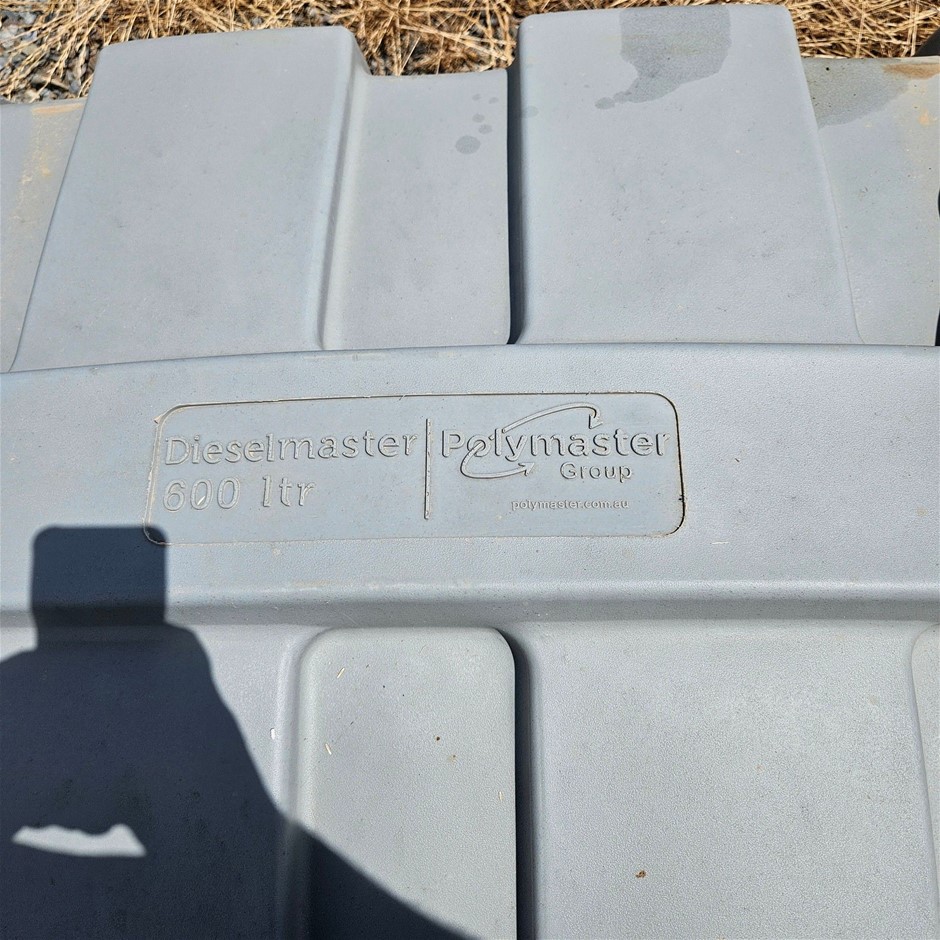 Dieselmaster
600 ltr
Polymaster
Group
polymaster.com.au